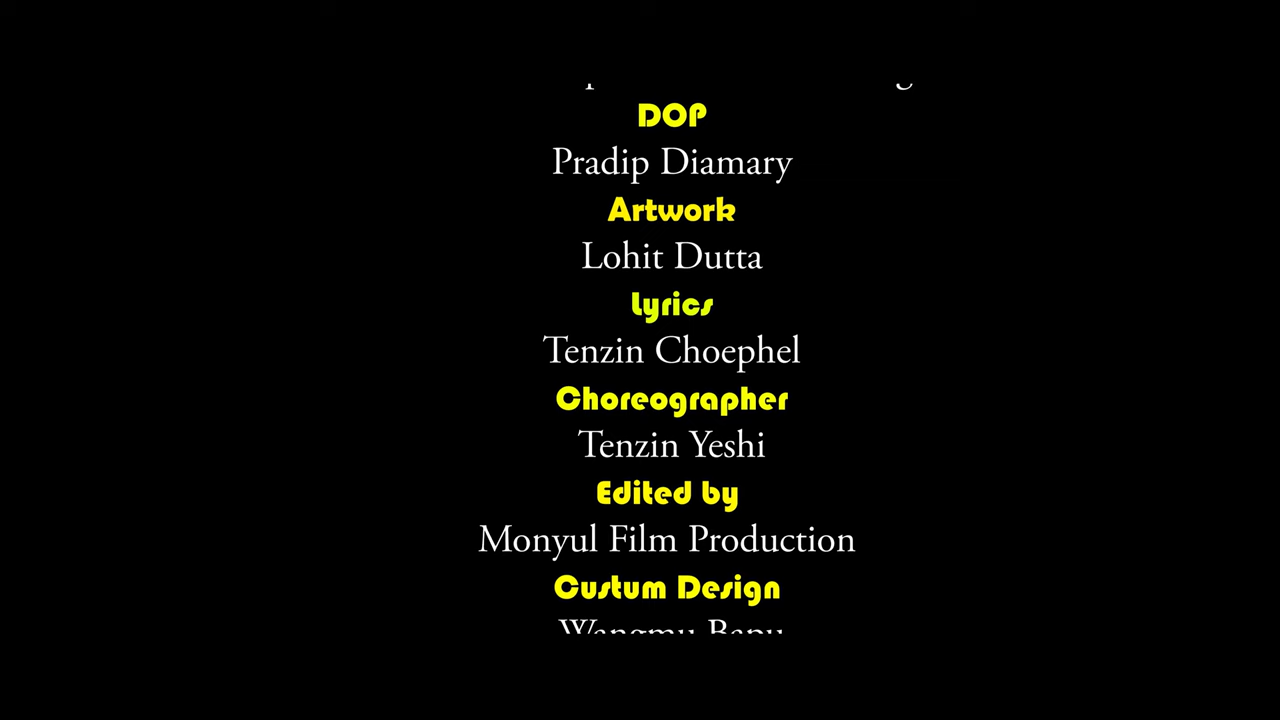 DOP
Pradip Diamary
Artwork
Lohit Dutta
Lyrics
Tenzin Choephel
Choreographer
Tenzin Yeshi
Edited by
Monyul Film Production
Custum Design
Wangmu